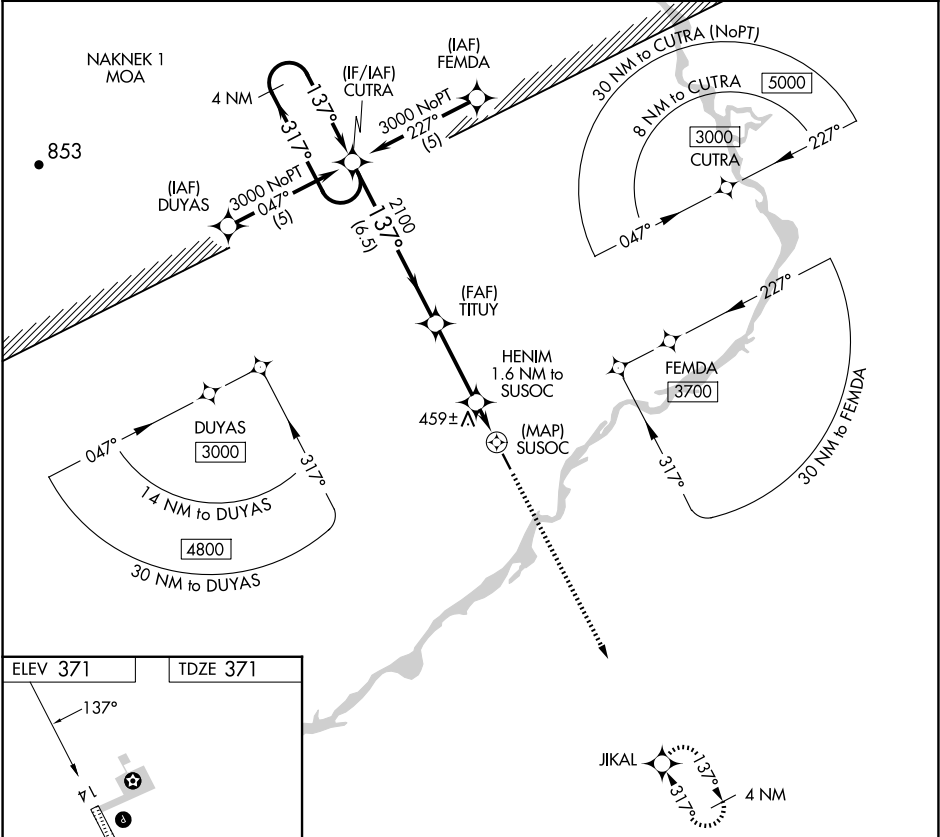 NAKNEK 1
MOA
853
4 NM
137°
317°
(IF/IAF)
CUTRA
(IAF)
FEMDA
3000 NoPT
227°
(5)
(IAF)
DUYAS
3000 NoPT
047°
(5)
2100
137°
(6.5)
30 NM to CUTRA (NoPT)
5000
8 NM to CUTRA
3000
CUTRA
227°
047°
(FAF)
TITUY
HENIM
1.6 NM to
SUSOC
459±
(MAP)
SUSOC
227°
FEMDA
3700
317°
30 NM to FEMDA
DUYAS
3000
047°
317°
14 NM to DUYAS
4800
30 NM to DUYAS
ELEV 371
TDZE 371
137°
14
P
JIKAL
137°
317°
4 NM